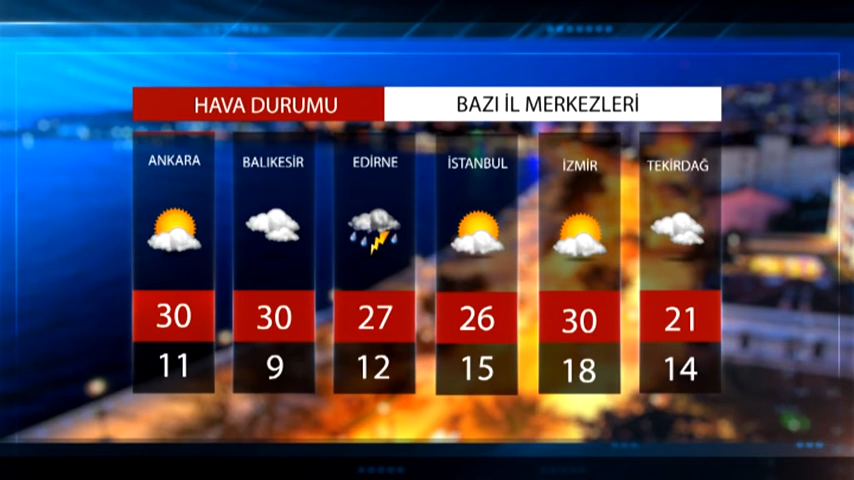 HAVA DURUMU BAZI İL MERKEZLERİ
ANKARA BALIKESİR EDİRNE İSTANBUL İZMİR TEKİRDAĞ
30 30 27 26 30 21
11 9 12 15 18 14